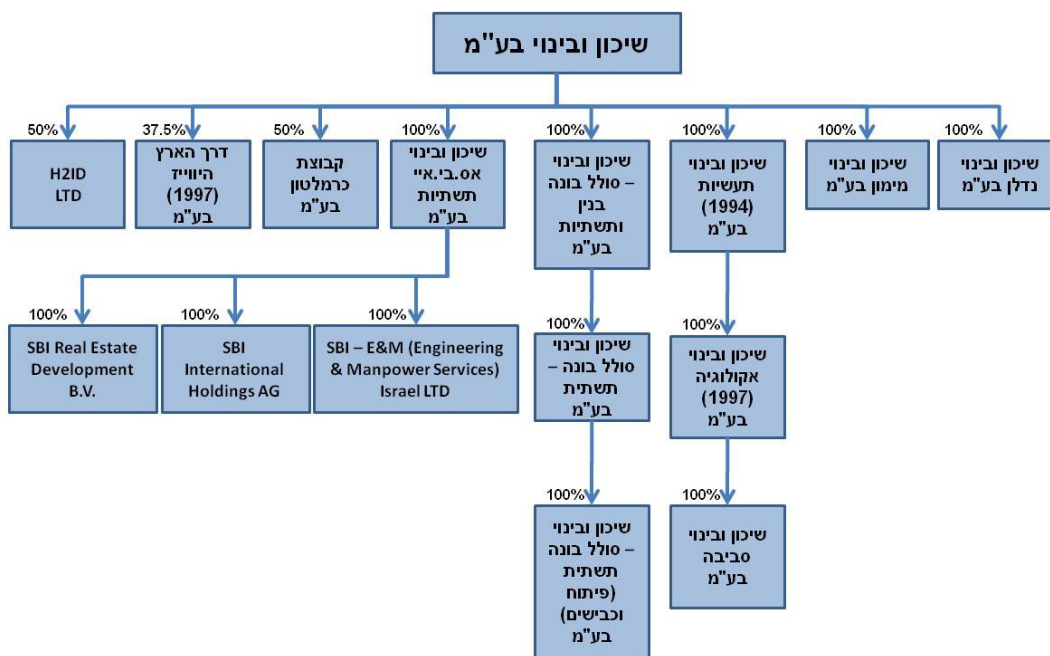 שיכון ובינוי בע"מ
100%
שיכון ובינוי
נדלן בע"מ
100%
שיכון ובינוי
מימון בע"מ
100%
שיכון ובינוי
תעשיות
(1994)
בע"מ
100%
שיכון ובינוי
– סולל בונה
בנין
ותשתיות
בע"מ
100%
שיכון ובינוי
אס.בי.איי
תשתיות
בע"מ
50%
קבוצת
כרמלטון
בע"מ
37.5%
דרך הארץ
היווייז
(1997)
בע"מ
50%
H2ID
LTD
100%
שיכון ובינוי
אקולוגיה
(1997)
בע"מ
100%
שיכון ובינוי
סולל בונה –
תשתית
בע"מ
100%
SBI – E&M (Engineering
& Manpower Services)
Israel LTD
100%
SBI
International
Holdings AG
100%
SBI Real Estate
Development
B.V.
100%
שיכון ובינוי
סביבה
בע"מ
100%
שיכון ובינוי
– סולל בונה
תשתית
(פיתוח
וכבישים)
בע"מ